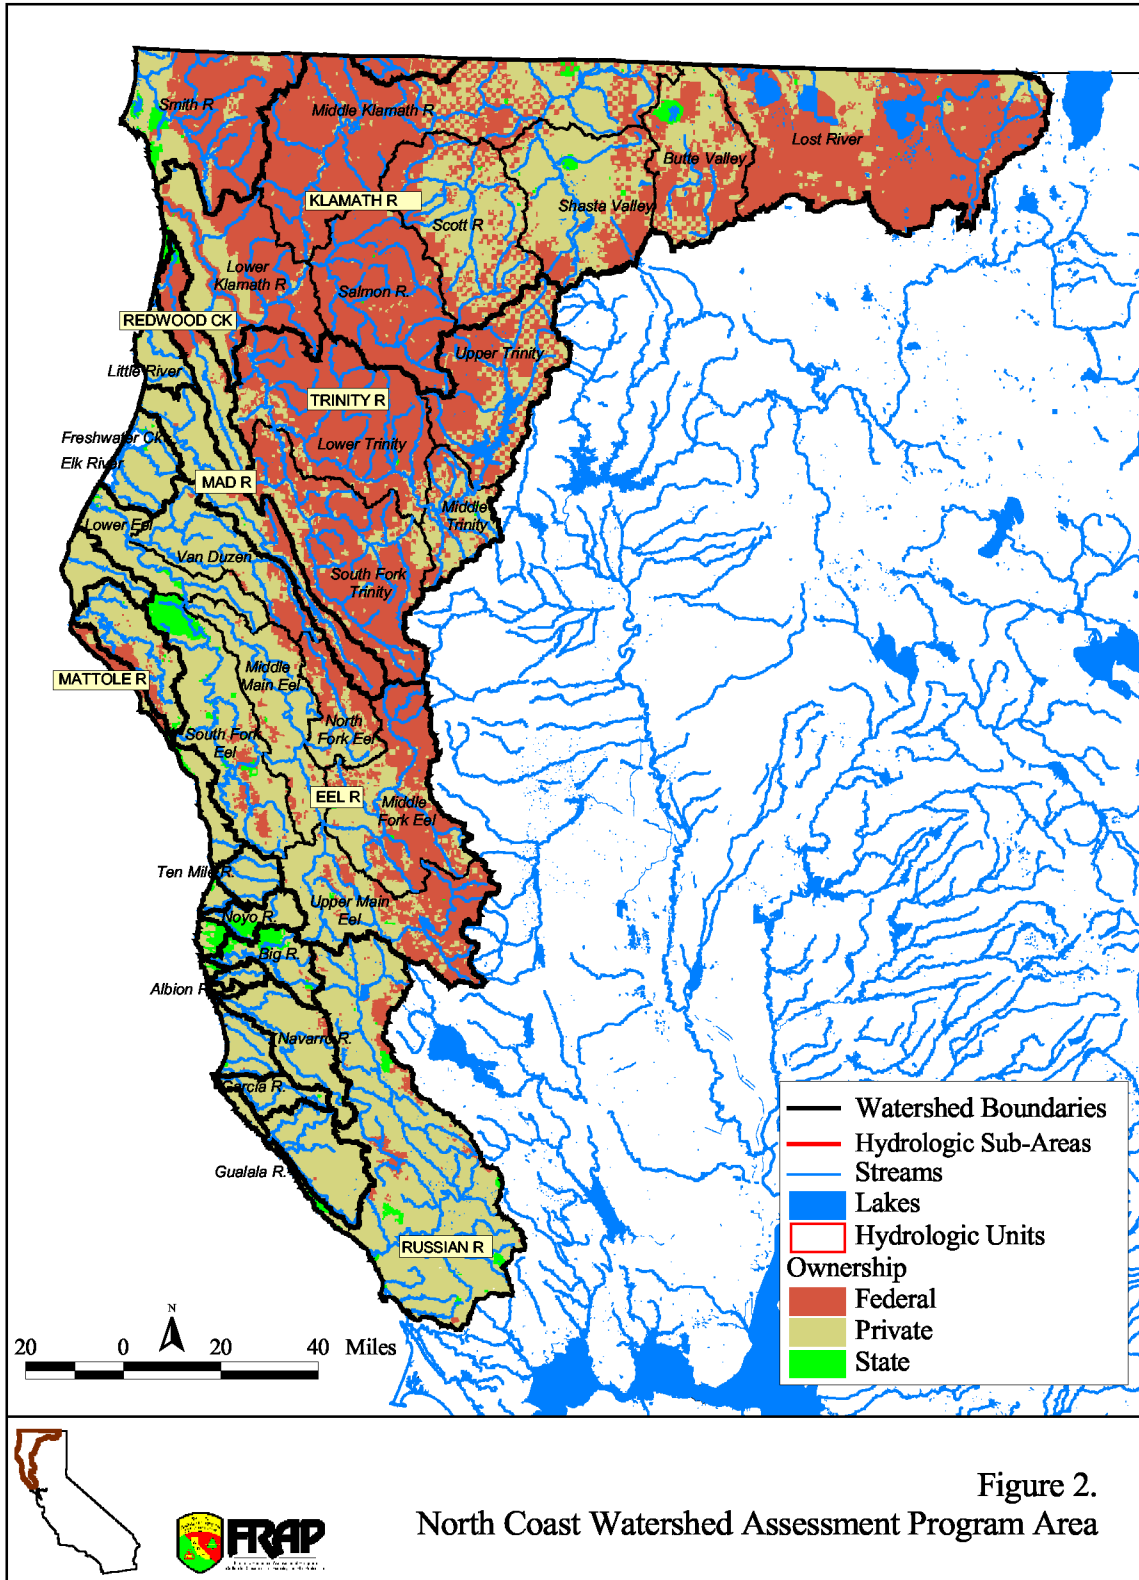 Smith R
Middle Klamath R
Lost River
Butte Valley
KLAMATH R
Scott R
Shasta Valley
Lower
Klamath R
Salmon R.
REDWOOD CK
Upper Trinity
Little River
TRINITY R
Freshwater Ck
Lower Trinity
Elk River
MAD R
Middle
Trinity
Lower Eel
Van Duzen
South Fork
Trinity
MATTOLE R
Middle
Main Eel
North
Fork Eel
South Fork
Eel
EEL R
Middle
Fork Eel
Ten Mile R.
Upper Main
Eel
Noyo R.
Big R.
Albion R
Navarro R.
Garcia R.
Gualala R.
RUSSIAN R
Watershed Boundaries
Hydrologic Sub-Areas
Streams
Lakes
Hydrologic Units
Ownership
Federal
Private
State
N
20 0 20 40 Miles
FRAP
Figure 2.
North Coast Watershed Assessment Program Area